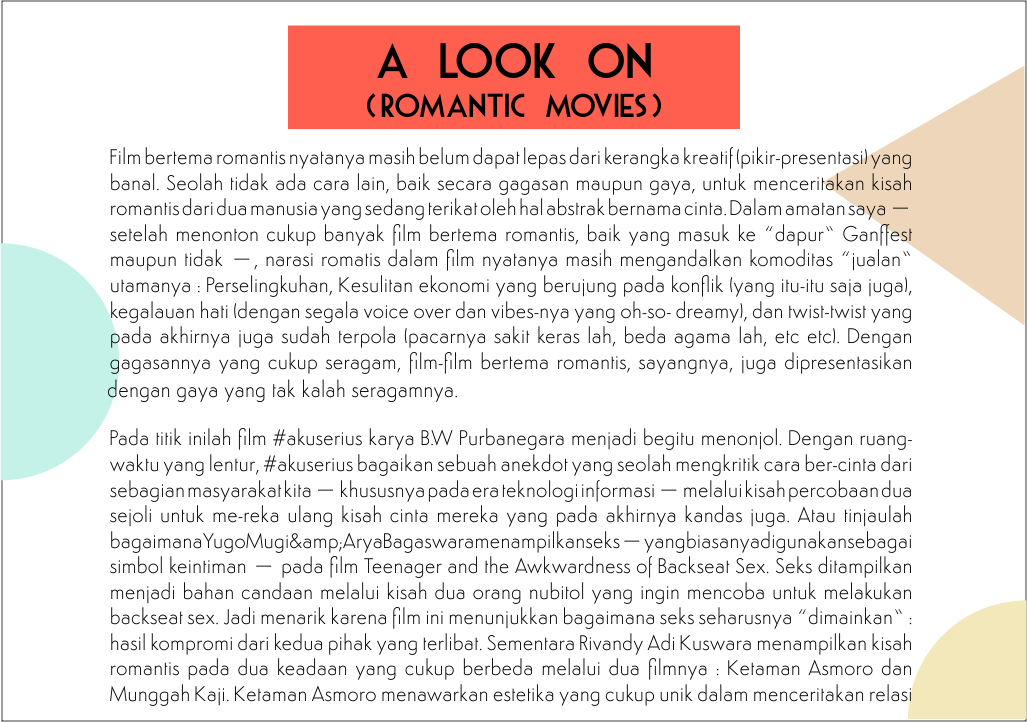 A LOOK ON
(ROMANTIC MOVIES)
Film bertema romantis nyatanya masih belum dapat lepas dari kerangka kreatif (pikir-presentasi) yang
banal. Seolah tidak ada cara lain, baik secara gagasan maupun gaya, untuk menceritakan kisah
romantis dari dua manusia yang sedang terikat oleh hal abstrak bernama cinta. Dalam amatan saya —
setelah menonton cukup banyak film bertema romantis, baik yang masuk ke “dapur“ Ganffest
maupun tidak —, narasi romatis dalam film nyatanya masih mengandalkan komoditas “jualan“
utamanya : Perselingkuhan, Kesulitan ekonomi yang berujung pada konflik (yang itu-itu saja juga),
kegalauan hati (dengan segala voice over dan vibes-nya yang oh-so- dreamy), dan twist-twist yang
pada akhirnya juga sudah terpola (pacarnya sakit keras lah, beda agama lah, etc etc). Dengan
gagasannya yang cukup seragam, film-film bertema romantis, sayangnya, juga dipresentasikan
dengan gaya yang tak kalah seragamnya.
Pada titik inilah film #akuserius karya B.W Purbanegara menjadi begitu menonjol. Dengan ruang-
waktu yang lentur, #akuserius bagaikan sebuah anekdot yang seolah mengkritik cara ber-cinta dari
sebagian masyarakat kita — khususnya pada era teknologi informasi — melalui kisah percobaan dua
sejoli untuk me-reka ulang kisah cinta mereka yang pada akhirnya kandas juga. Atau tinjaulah
bagaimanaYugoMugi&amp;AryaBagaswaramenampilkanseks — yangbiasanyadigunakansebagai
simbol keintiman — pada film Teenager and the Awkwardness of Backseat Sex. Seks ditampilkan
menjadi bahan candaan melalui kisah dua orang nubitol yang ingin mencoba untuk melakukan
backseat sex. Jadi menarik karena film ini menunjukkan bagaimana seks seharusnya “dimainkan“ :
hasil kompromi dari kedua pihak yang terlibat. Sementara Rivandy Adi Kuswara menampilkan kisah
romantis pada dua keadaan yang cukup berbeda melalui dua filmnya : Ketaman Asmoro dan
Munggah Kaji. Ketaman Asmoro menawarkan estetika yang cukup unik dalam menceritakan relasi